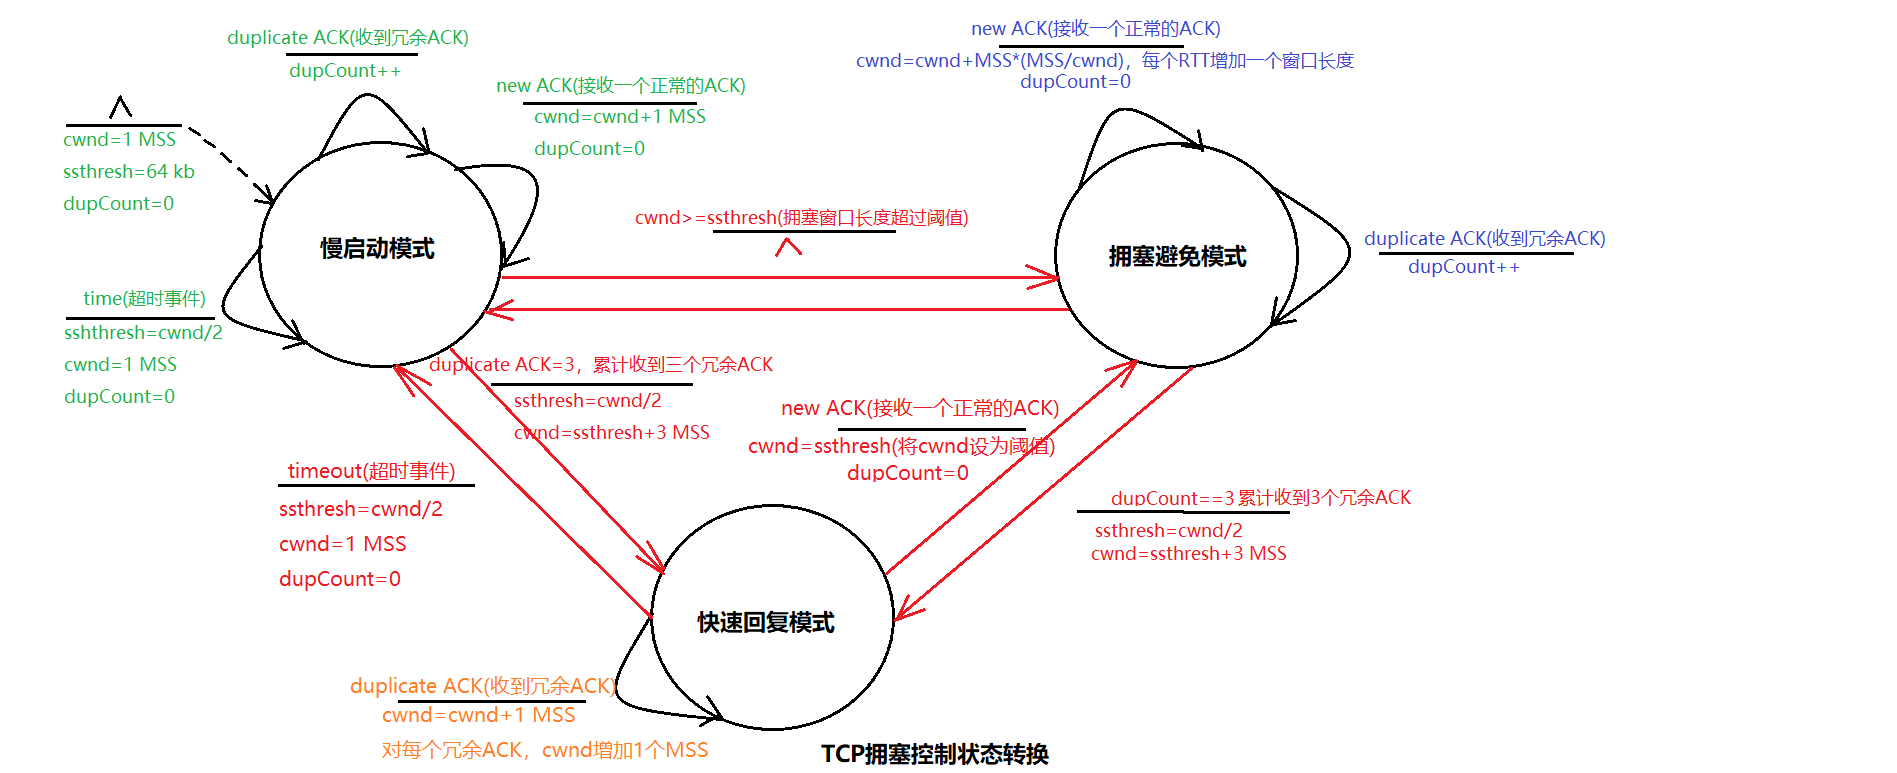 duplicate ACK(收到冗余ACK)
dupCount++
new ACK(接收一个正常的ACK)
cwnd=cwnd+1 MSS
dupCount=0
cwnd=1 MSS
ssthresh=64 kb
dupCount=0
慢启动模式
time(超时事件)
sshthresh=cwnd/2
cwnd=1 MSS
dupCount=0
new ACK(接收一个正常的ACK)
cwnd=cwnd+MSS*(MSS/cwnd)，每个RTT增加一个窗口长度
dupCount=0
cwnd>=ssthresh(拥塞窗口长度超过阈值)
拥塞避免模式
duplicate ACK(收到冗余ACK)
dupCount++
duplicate ACK=3，累计收到三个冗余ACK
ssthresh=cwnd/2
cwnd=ssthresh+3 MSS
new ACK(接收一个正常的ACK)
cwnd=ssthresh(将cwnd设为阈值)
dupCount=0
timeout(超时事件)
ssthresh=cwnd/2
cwnd=1 MSS
dupCount=0
dupCount==3累计收到3个冗余ACK
ssthresh=cwnd/2
cwnd=ssthresh+3 MSS
快速回复模式
duplicate ACK(收到冗余ACK)
cwnd=cwnd+1 MSS
对每个冗余ACK，cwnd增加1个MSS
TCP拥塞控制状态转换